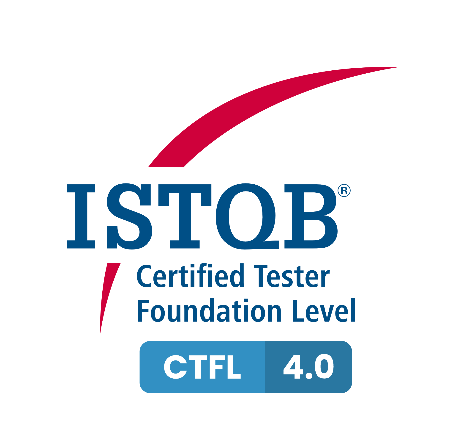 ISTQB®
Certified Tester
Foundation Level
CTFL 4.0